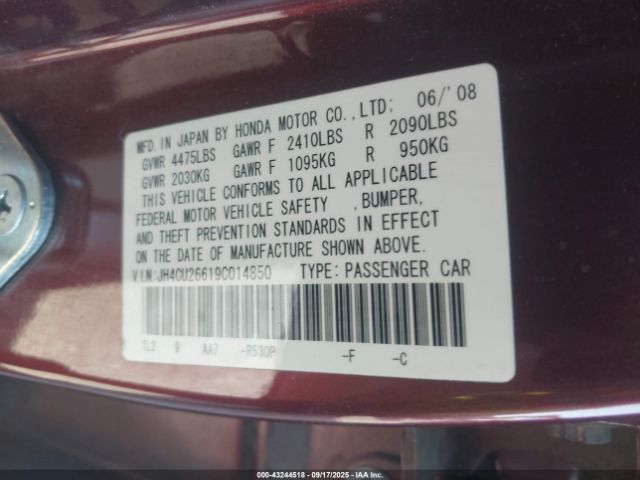 MFD. IN JAPAN BY HONDA MOTOR CO., LTD: 06/'08
GVWR 4475LBS GAWR F 2410LBS R 2090LBS
GVWR 2030KG GAWR F 1095KG R 950KG
THIS VEHICLE CONFORMS TO ALL APPLICABLE
FEDERAL MOTOR VEHICLE SAFETY , BUMPER,
AND THEFT PREVENTION STANDARDS IN EFFECT
ON THE DATE OF MANUFACTURE SHOWN ABOVE.
V.I.N:JH4CU26619C014850 TYPE: PASSENGER CAR
TL2 9 AA7 -R530P -F -C
000-43244518 - 09/17/2025 - IAAI.COM